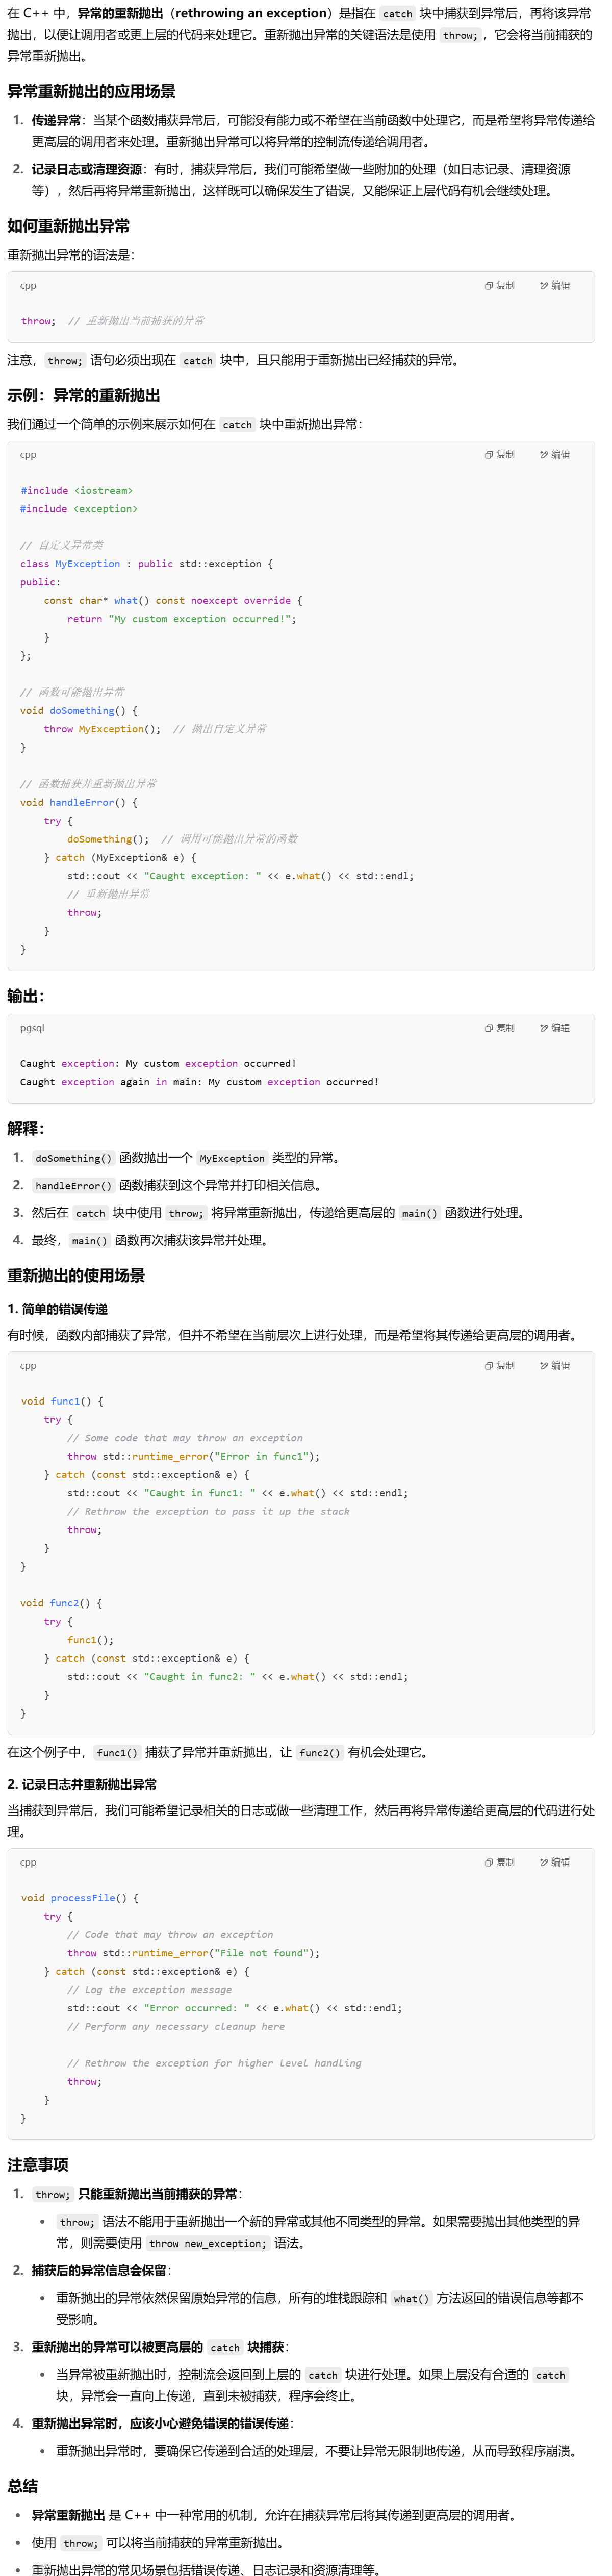 在 C++ 中，异常的重新抛出（rethrowing an exception）是指在 catch 块中捕获到异常后，再将该异常
抛出，以便让调用者或更上层的代码来处理它。重新抛出异常的关键语法是使用 throw;，它会将当前捕获的
异常重新抛出。
异常重新抛出的应用场景
1. 传递异常：当某个函数捕获异常后，可能没有能力或不希望在当前函数中处理它，而是希望将异常传递给
更高层的调用者来处理。重新抛出异常可以将异常的控制流传递给调用者。
2. 记录日志或清理资源：有时，捕获异常后，我们可能希望做一些附加的处理（如日志记录、清理资源
等），然后再将异常重新抛出，这样既可以确保发生了错误，又能保证上层代码有机会继续处理。
如何重新抛出异常
重新抛出异常的语法是：
cpp 复制 编辑
throw;  // 重新抛出当前捕获的异常
注意，throw; 语句必须出现在 catch 块中，且只能用于重新抛出已经捕获的异常。
示例：异常的重新抛出
我们通过一个简单的示例来展示如何在 catch 块中重新抛出异常：
cpp 复制 编辑
#include <iostream>
#include <exception>
// 自定义异常类
class MyException : public std::exception {
public:
    const char* what() const noexcept override {
        return "My custom exception occurred!";
    }
};
// 函数可能抛出异常
void doSomething() {
    throw MyException();  // 抛出自定义异常
}
// 函数捕获并重新抛出异常
void handleError() {
    try {
        doSomething();  // 调用可能抛出异常的函数
    } catch (MyException& e) {
        std::cout << "Caught exception: " << e.what() << std::endl;
        // 重新抛出异常
        throw;
    }
}
输出：
pgsql 复制 编辑
Caught exception: My custom exception occurred!
Caught exception again in main: My custom exception occurred!
解释：
1. doSomething() 函数抛出一个 MyException 类型的异常。
2. handleError() 函数捕获到这个异常并打印相关信息。
3. 然后在 catch 块中使用 throw; 将异常重新抛出，传递给更高层的 main() 函数进行处理。
4. 最终，main() 函数再次捕获该异常并处理。
重新抛出的使用场景
1. 简单的错误传递
有时候，函数内部捕获了异常，但并不希望在当前层次上进行处理，而是希望将其传递给更高层的调用者。
cpp 复制 编辑
void func1() {
    try {
        // Some code that may throw an exception
        throw std::runtime_error("Error in func1");
    } catch (const std::exception& e) {
        std::cout << "Caught in func1: " << e.what() << std::endl;
        // Rethrow the exception to pass it up the stack
        throw;
    }
}
void func2() {
    try {
        func1();
    } catch (const std::exception& e) {
        std::cout << "Caught in func2: " << e.what() << std::endl;
    }
}
在这个例子中，func1() 捕获了异常并重新抛出，让 func2() 有机会处理它。
2. 记录日志并重新抛出异常
当捕获到异常后，我们可能希望记录相关的日志或做一些清理工作，然后再将异常传递给更高层的代码进行处
理。
cpp 复制 编辑
void processFile() {
    try {
        // Code that may throw an exception
        throw std::runtime_error("File not found");
    } catch (const std::exception& e) {
        // Log the exception message
        std::cout << "Error occurred: " << e.what() << std::endl;
        // Perform any necessary cleanup here
        // Rethrow the exception for higher level handling
        throw;
    }
}
注意事项
1. throw; 只能重新抛出当前捕获的异常：
• throw; 语法不能用于重新抛出一个新的异常或其他不同类型的异常。如果需要抛出其他类型的异
常，则需要使用 throw new_exception; 语法。
2. 捕获后的异常信息会保留：
• 重新抛出的异常依然保留原始异常的信息，所有的堆栈跟踪和 what() 方法返回的错误信息等都不
受影响。
3. 重新抛出的异常可以被更高层的 catch 块捕获：
• 当异常被重新抛出时，控制流会返回到上层的 catch 块进行处理。如果上层没有合适的 catch
块，异常会一直向上传递，直到未被捕获，程序会终止。
4. 重新抛出异常时，应该小心避免错误的错误传递：
• 重新抛出异常时，要确保它传递到合适的处理层，不要让异常无限制地传递，从而导致程序崩溃。
总结
• 异常重新抛出 是 C++ 中一种常用的机制，允许在捕获异常后将其传递到更高层的调用者。
• 使用 throw; 可以将当前捕获的异常重新抛出。
• 重新抛出异常的常见场景包括错误传递、日志记录和资源清理等。